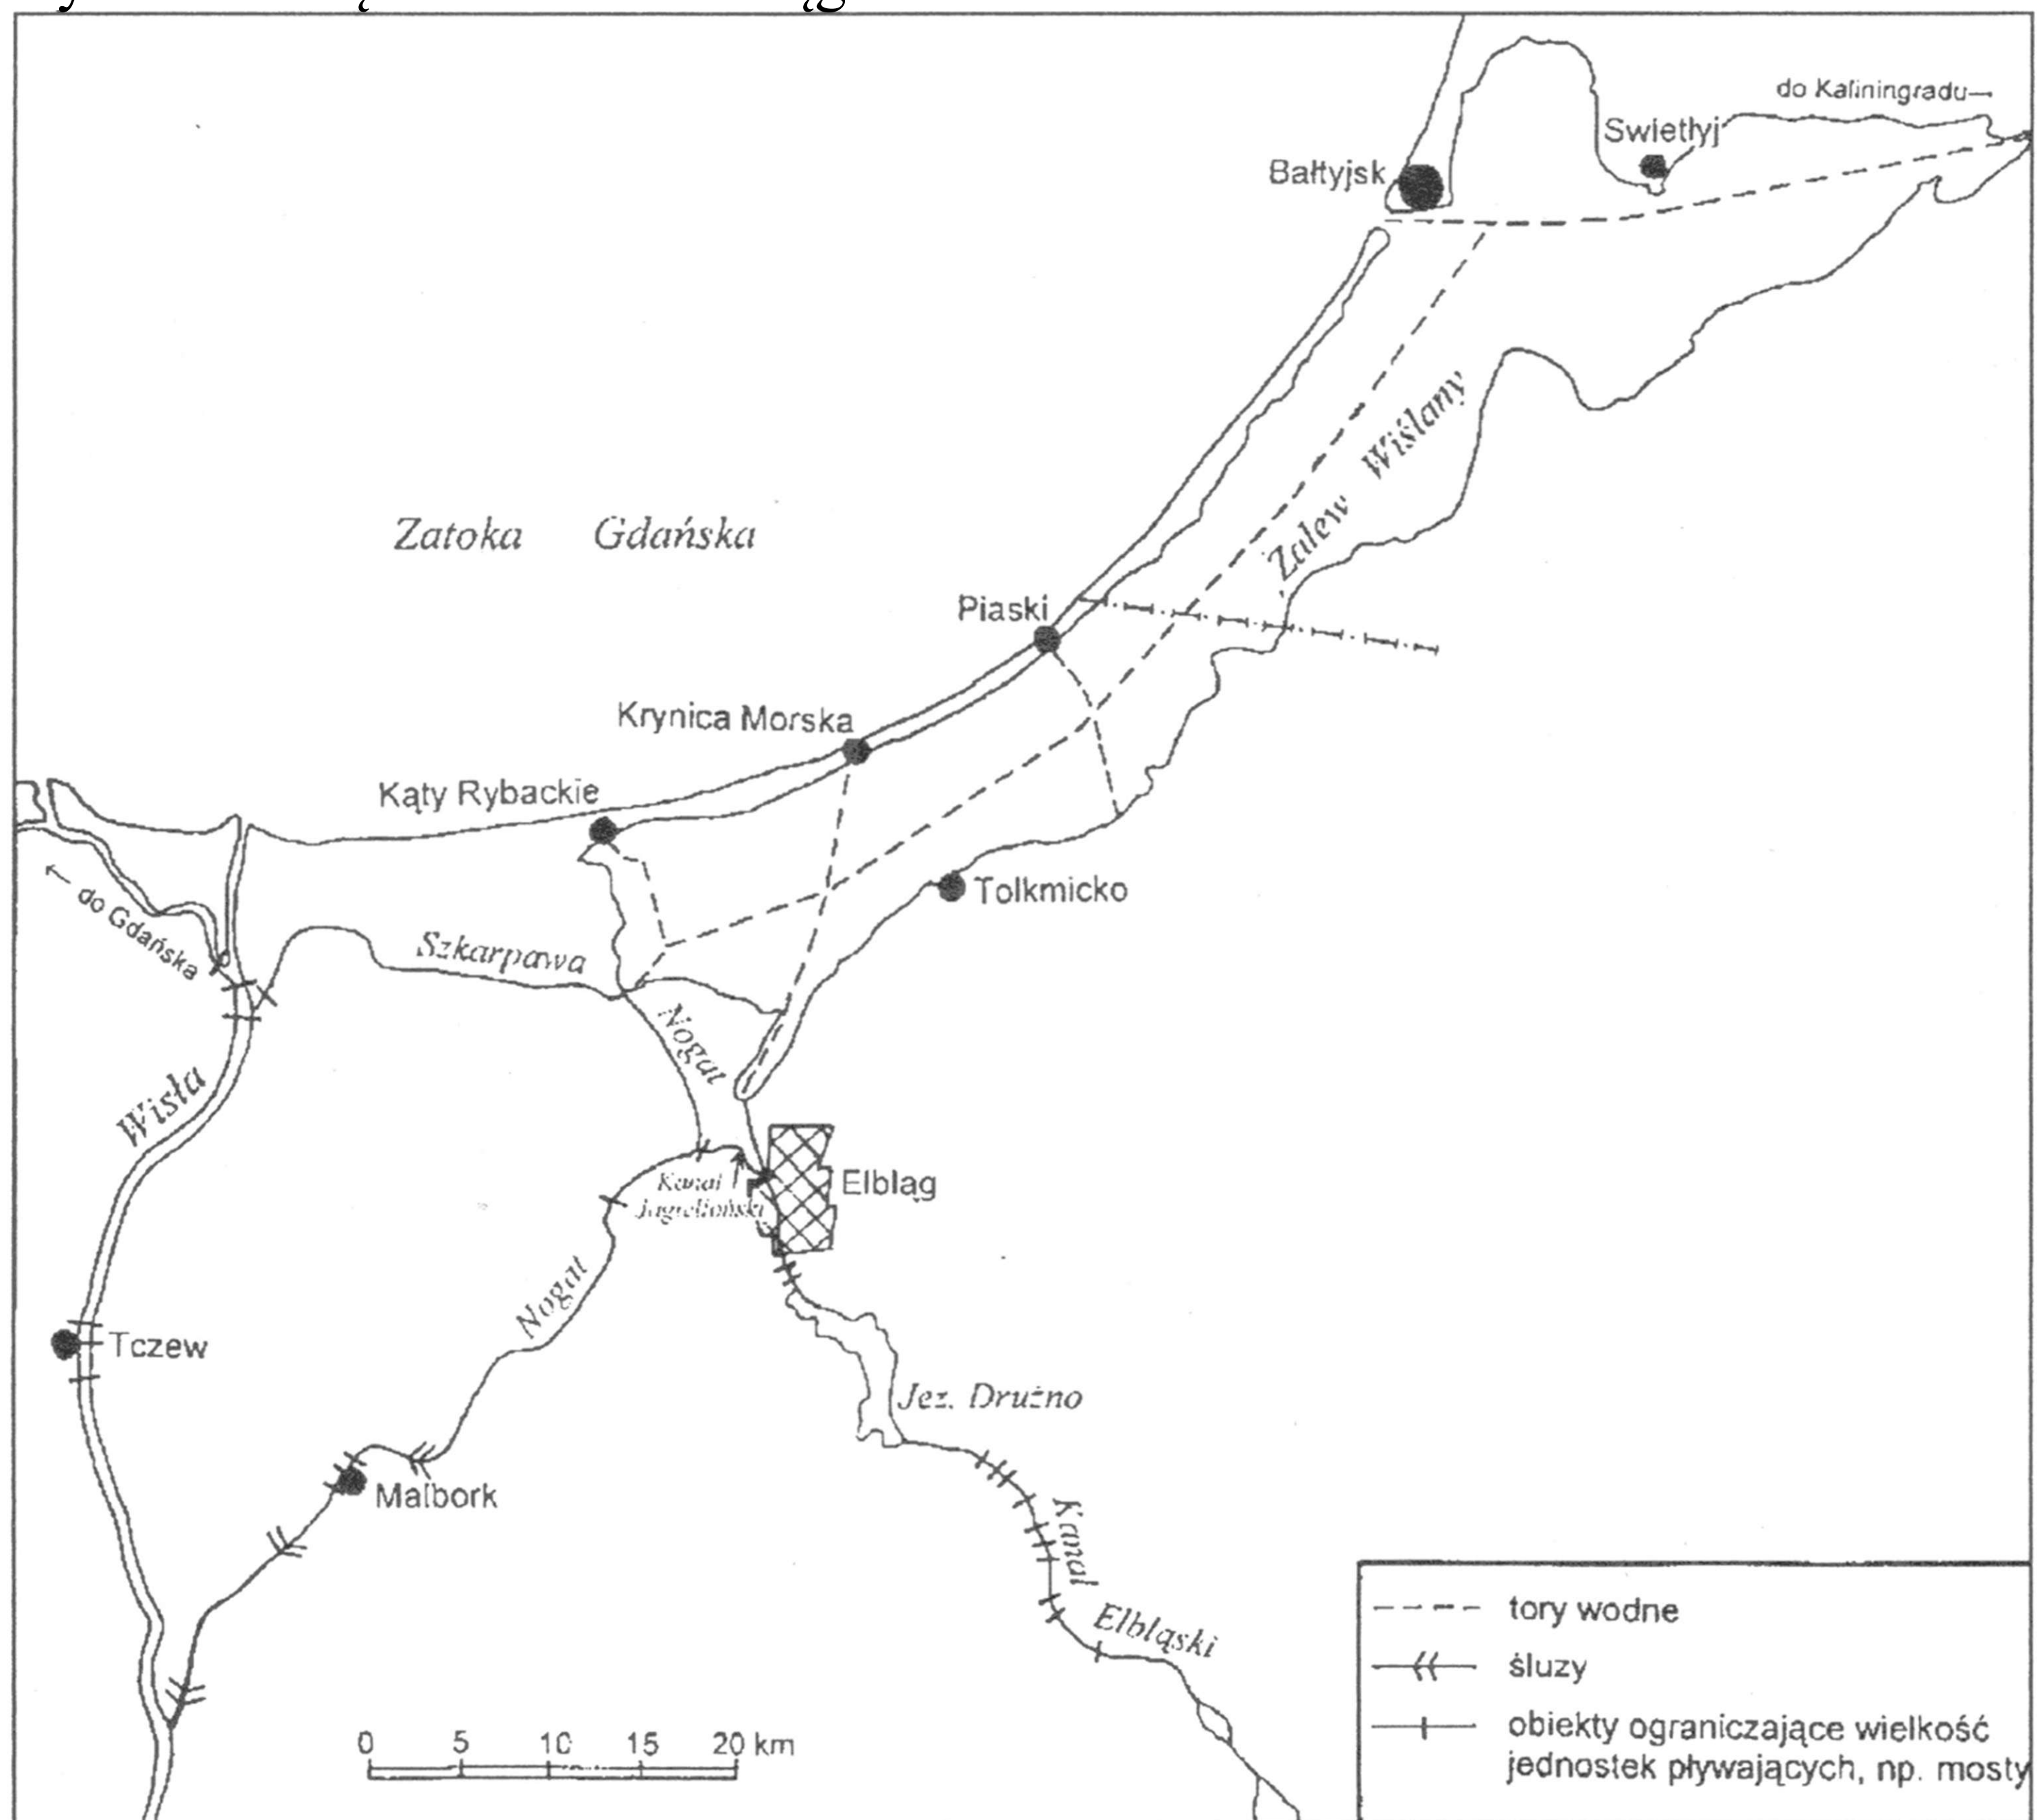 do Kaliningradu→
Swietłyj
Bałtyjsk
Zalew Wiślany
Zatoka Gdańska
Piaski
Krynica Morska
Kąty Rybackie
Tolkmicko
← do Gdańska
Szkarpawa
Nogat
Wisła
Kanał
Jagielloński
Elbląg
Nogat
Tczew
Jez. Drużno
Malbork
Kanał
Elbląski
0 5 10 15 20 km
tory wodne
śluzy
obiekty ograniczające wielkość
jednostek pływających, np. mosty